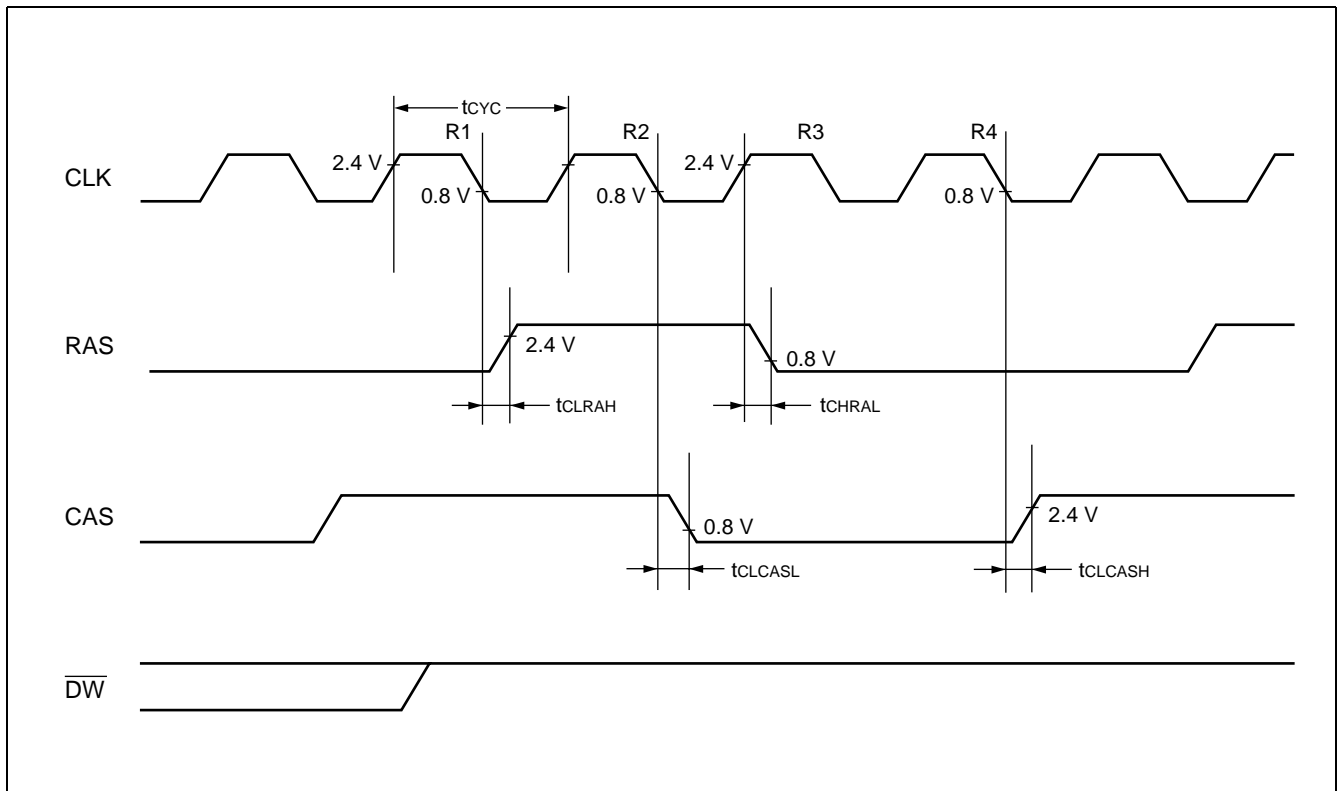 tCYC
R1 R2 R3 R4
CLK
2.4 V 2.4 V
0.8 V 0.8 V 0.8 V
RAS
2.4 V
0.8 V
tCLRAH tCHRAL
CAS
0.8 V
2.4 V
tCLCASL tCLCASH
DW